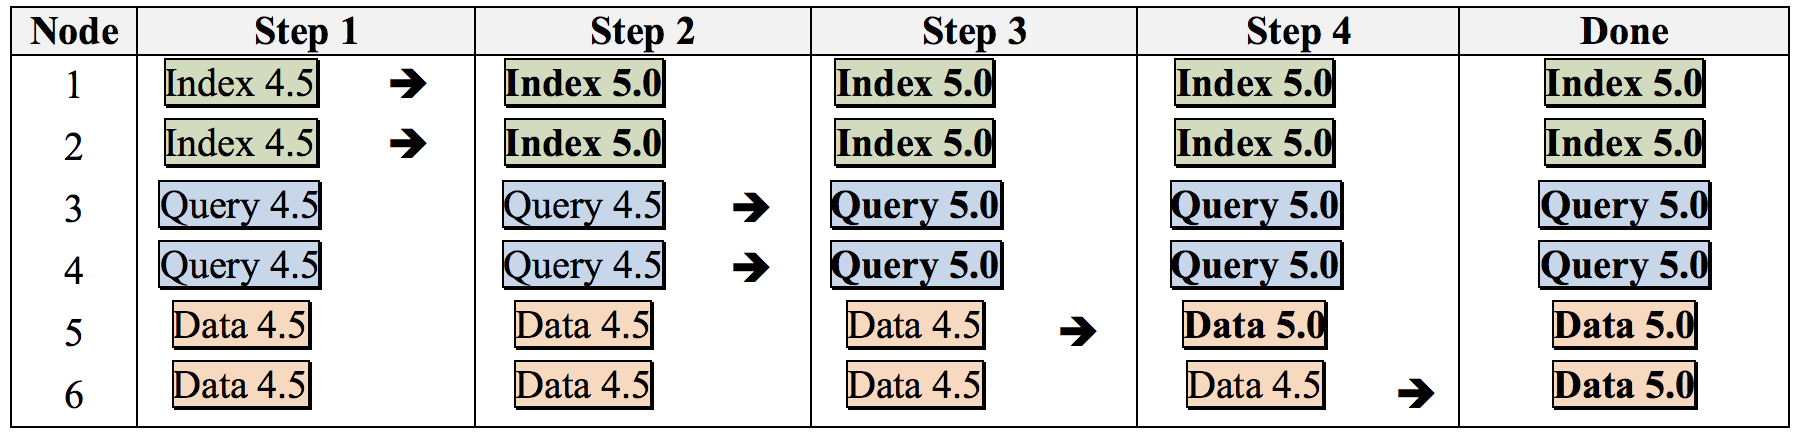 Node Step 1 Step 2 Step 3 Step 4 Done
1 Index 4.5 ➔ Index 5.0 Index 5.0 Index 5.0 Index 5.0
2 Index 4.5 ➔ Index 5.0 Index 5.0 Index 5.0 Index 5.0
3 Query 4.5 Query 4.5 ➔ Query 5.0 Query 5.0 Query 5.0
4 Query 4.5 Query 4.5 ➔ Query 5.0 Query 5.0 Query 5.0
5 Data 4.5 Data 4.5 Data 4.5 ➔ Data 5.0 Data 5.0
6 Data 4.5 Data 4.5 Data 4.5 Data 4.5 ➔ Data 5.0